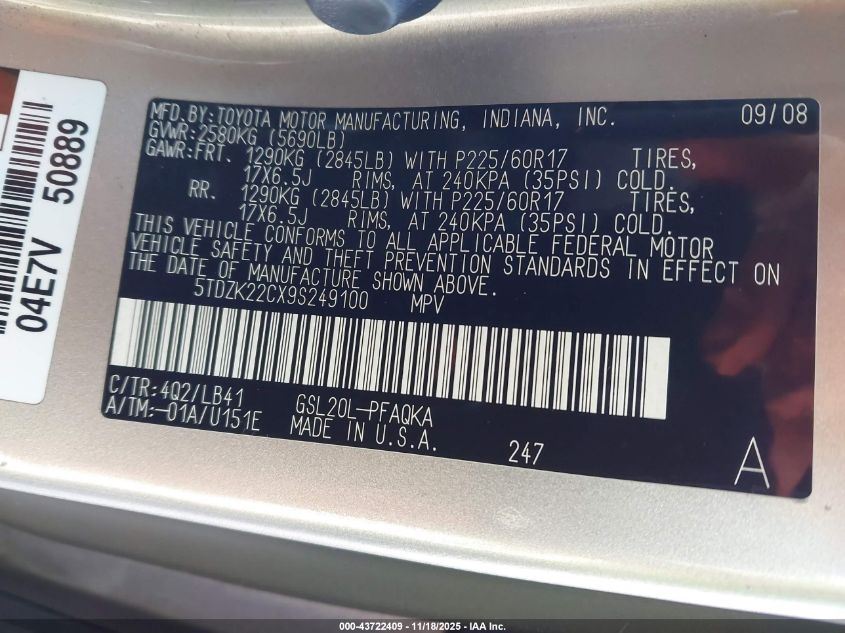 MFD. BY: TOYOTA MOTOR MANUFACTURING, INDIANA, INC. 09/08
GVWR: 2580KG (5690LB)
GAWR: FRT. 1290KG (2845LB) WITH P225/60R17 TIRES,
17X6.5J RIMS, AT 240KPA (35PSI) COLD.
RR. 1290KG (2845LB) WITH P225/60R17 TIRES,
17X6.5J RIMS, AT 240KPA (35PSI) COLD.
THIS VEHICLE CONFORMS TO ALL APPLICABLE FEDERAL MOTOR
VEHICLE SAFETY AND THEFT PREVENTION STANDARDS IN EFFECT ON
THE DATE OF MANUFACTURE SHOWN ABOVE.
5TDZK22CX9S249100 MPV
C/TR: 4Q2/LB41 GSL20L-PFAQKA
A/TM: -01A/U151E MADE IN U.S.A.
247
A
04E7V 50889
000-43722409 - 11/18/2025 - IAA Inc.